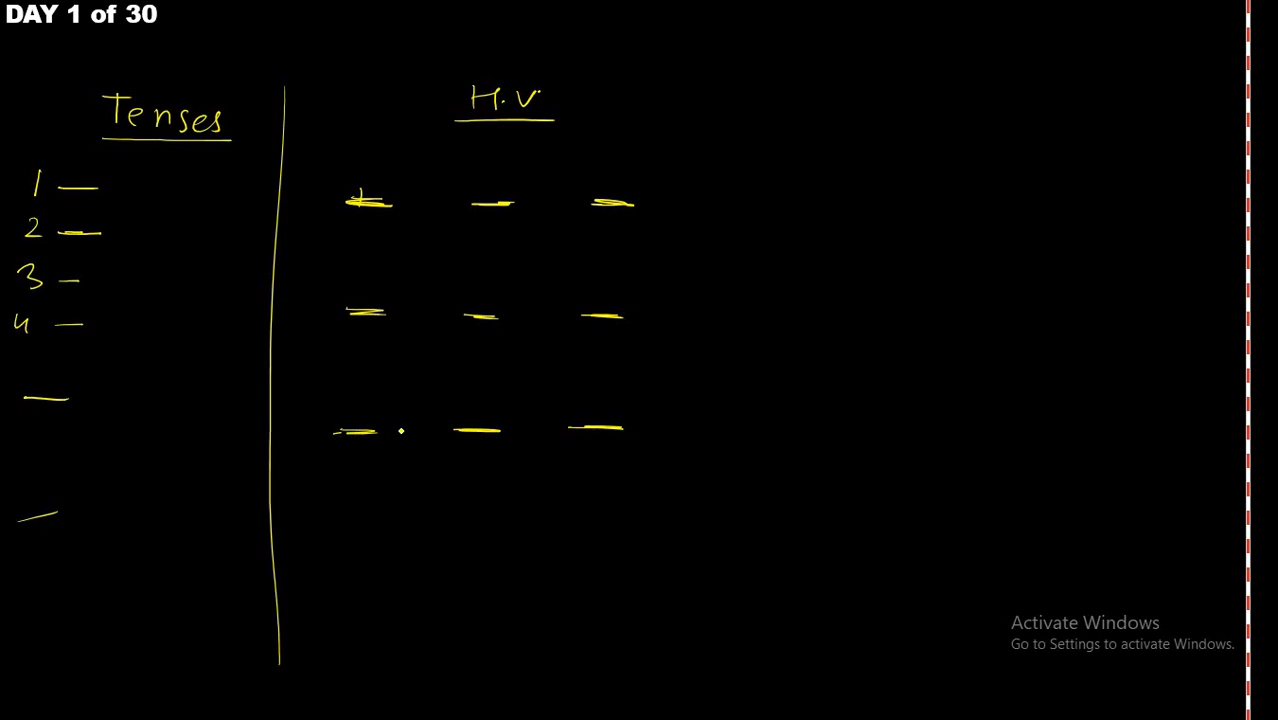 DAY 1 of 30
Tenses
H.V.
1 —
2 —
3 —
4 —
Activate Windows
Go to Settings to activate Windows.